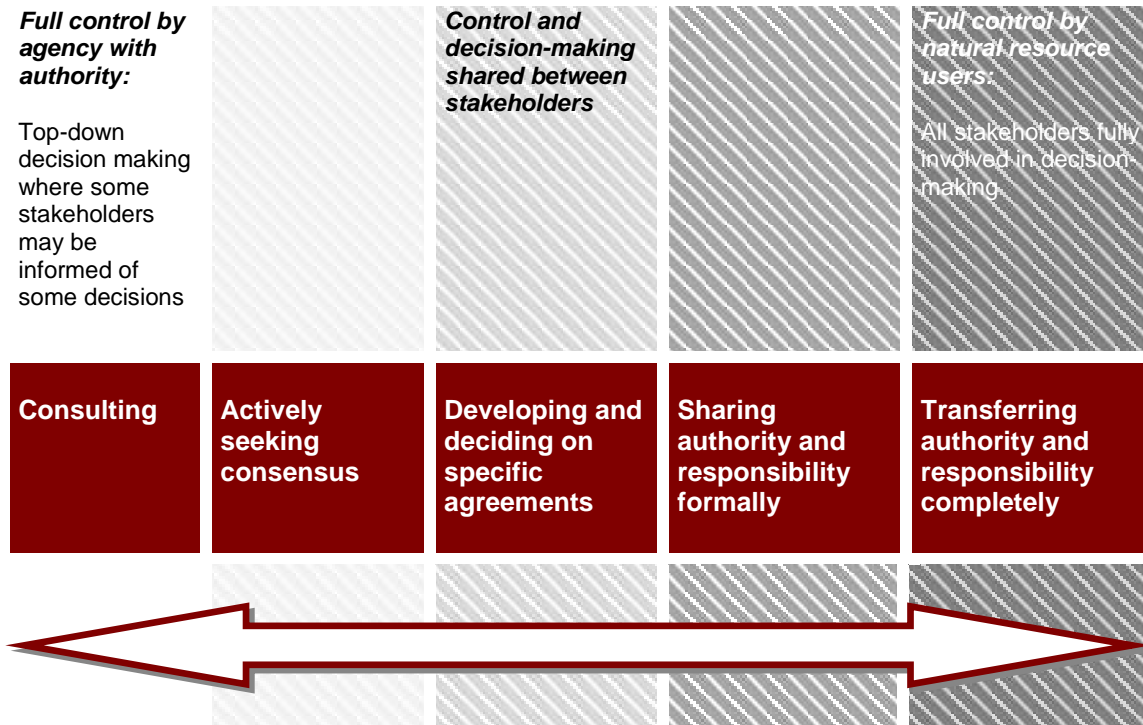 Full control by
agency with
authority:
Top-down
decision making
where some
stakeholders
may be
informed of
some decisions
Control and
decision-making
shared between
stakeholders
Full control by
natural resource
users:
All stakeholders fully
involved in decision-
making
Consulting
Actively
seeking
consensus
Developing and
deciding on
specific
agreements
Sharing
authority and
responsibility
formally
Transferring
authority and
responsibility
completely